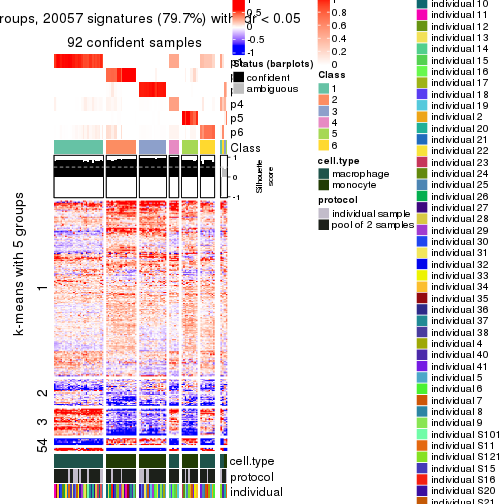 roups, 20057 signatures (79.7%) with
r < 0.05
92 confident samples
p4
p5
p6
Class
1
0
-1
Silhouette
score
k-means with 5 groups
1
2
3
54
cell.type
protocol
individual
1
0.5
0
-0.5
-1
Status (barplots)
confident
ambiguous
0.8
0.6
0.4
0.2
0
Class
1
2
3
4
5
6
cell.type
macrophage
monocyte
protocol
individual sample
pool of 2 samples
individual 10
individual 11
individual 12
individual 13
individual 14
individual 15
individual 16
individual 17
individual 18
individual 19
individual 2
individual 20
individual 21
individual 22
individual 23
individual 24
individual 25
individual 26
individual 27
individual 28
individual 29
individual 30
individual 31
individual 32
individual 33
individual 34
individual 35
individual 36
individual 37
individual 38
individual 4
individual 40
individual 41
individual 5
individual 6
individual 7
individual 8
individual 9
individual S101
individual S11
individual S121
individual S15
individual S16
individual S20
individual S21